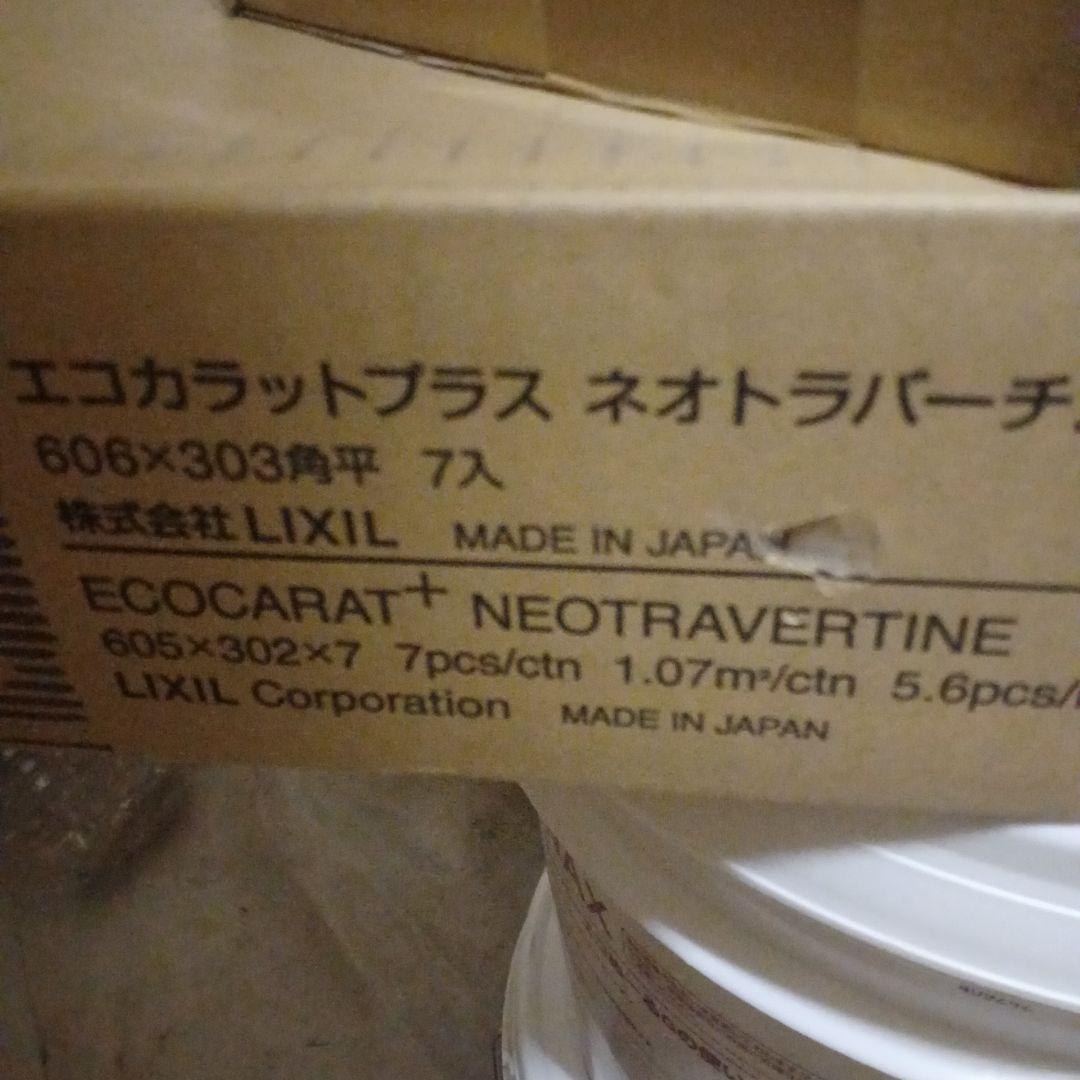 エコカラットプラス ネオトラバーチ
606×303角平 7入
株式会社LIXIL MADE IN JAPA
ECOCARAT+ NEOTRAVERTINE
605×302×7 7pcs/ctn 1.07m²/ctn 5.6pcs/
LIXIL Corporation MADE IN JAPAN